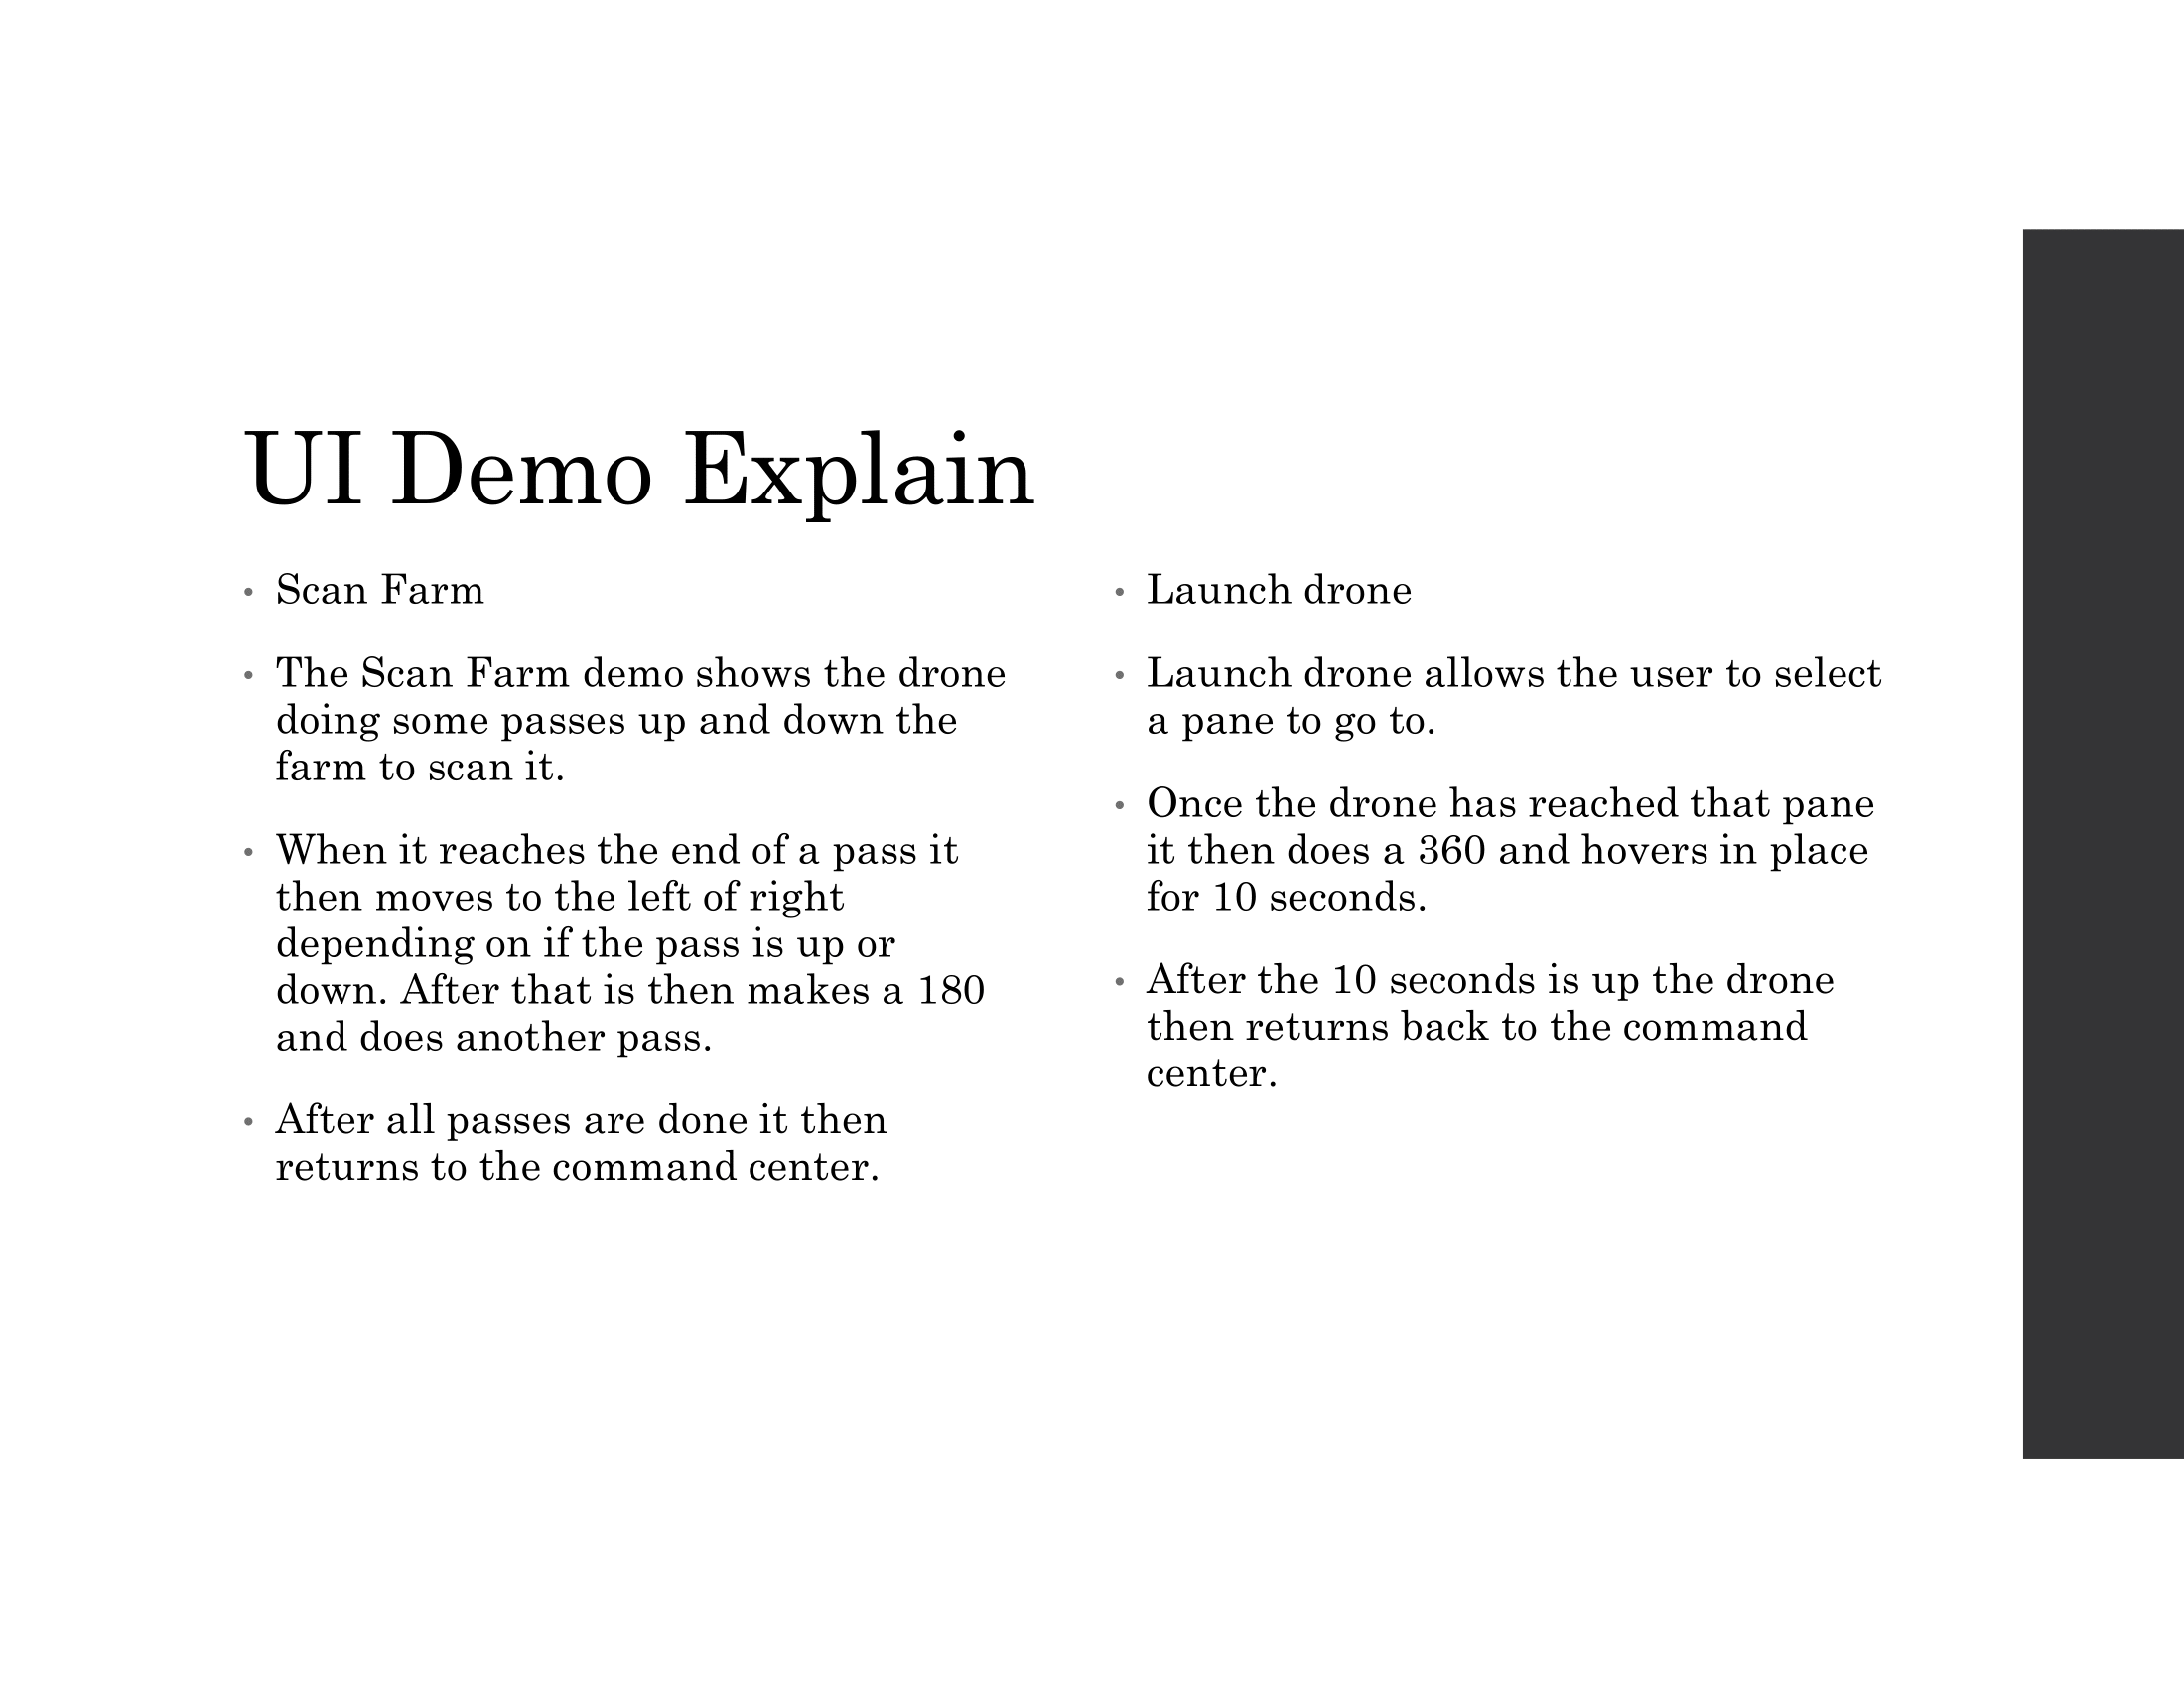 UI Demo Explain
• Scan Farm
• The Scan Farm demo shows the drone
doing some passes up and down the
farm to scan it.
• When it reaches the end of a pass it
then moves to the left of right
depending on if the pass is up or
down. After that is then makes a 180
and does another pass.
• After all passes are done it then
returns to the command center.
• Launch drone
• Launch drone allows the user to select
a pane to go to.
• Once the drone has reached that pane
it then does a 360 and hovers in place
for 10 seconds.
• After the 10 seconds is up the drone
then returns back to the command
center.